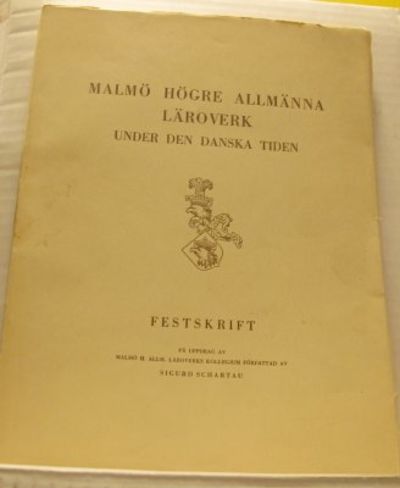 MALMÖ HÖGRE ALLMÄNNA
LÄROVERK
UNDER DEN DANSKA TIDEN
FESTSKRIFT
PÅ UPPDRAG AV
MALMÖ H. ALLM. LÄROVERKS KOLLEGIUM FÖRFATTAD AV
SIGURD SCHARTAU